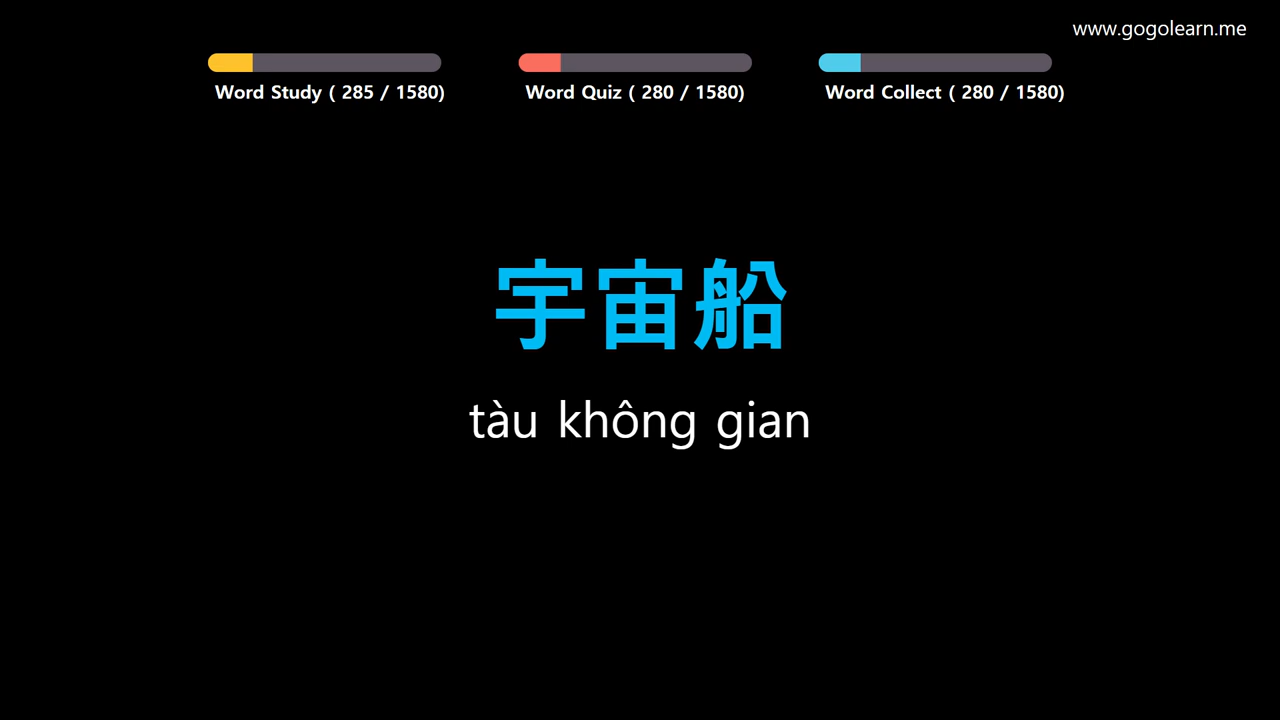 www.gogolearn.me
Word Study ( 285 / 1580)
Word Quiz ( 280 / 1580)
Word Collect ( 280 / 1580)
宇宙船
tàu không gian